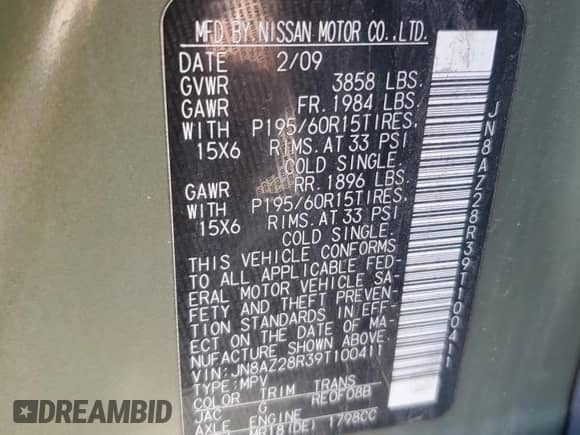 MFD BY NISSAN MOTOR CO.,LTD.
DATE 2/09
GVWR 3858 LBS.
GAWR FR. 1984 LBS.
WITH P195/60R15TIRES,
15X6 RIMS, AT 33 PSI
COLD SINGLE.
GAWR RR. 1896 LBS.
WITH P195/60R15TIRES,
15X6 RIMS, AT 33 PSI
COLD SINGLE.
THIS VEHICLE CONFORMS
TO ALL APPLICABLE FED-
ERAL MOTOR VEHICLE SA-
FETY AND THEFT PREVENT-
TION STANDARDS IN EFF-
ECT ON THE DATE OF MA-
NUFACTURE SHOWN ABOVE.
VIN:JN8AZ28R39T100411
TYPE:MPV
COLOR TRIM TRANS
JAC G RE0F08B
AXLE ENGINE
MR18(DE) 1798CC
JN8AZ28R39T100411
DREAMBID